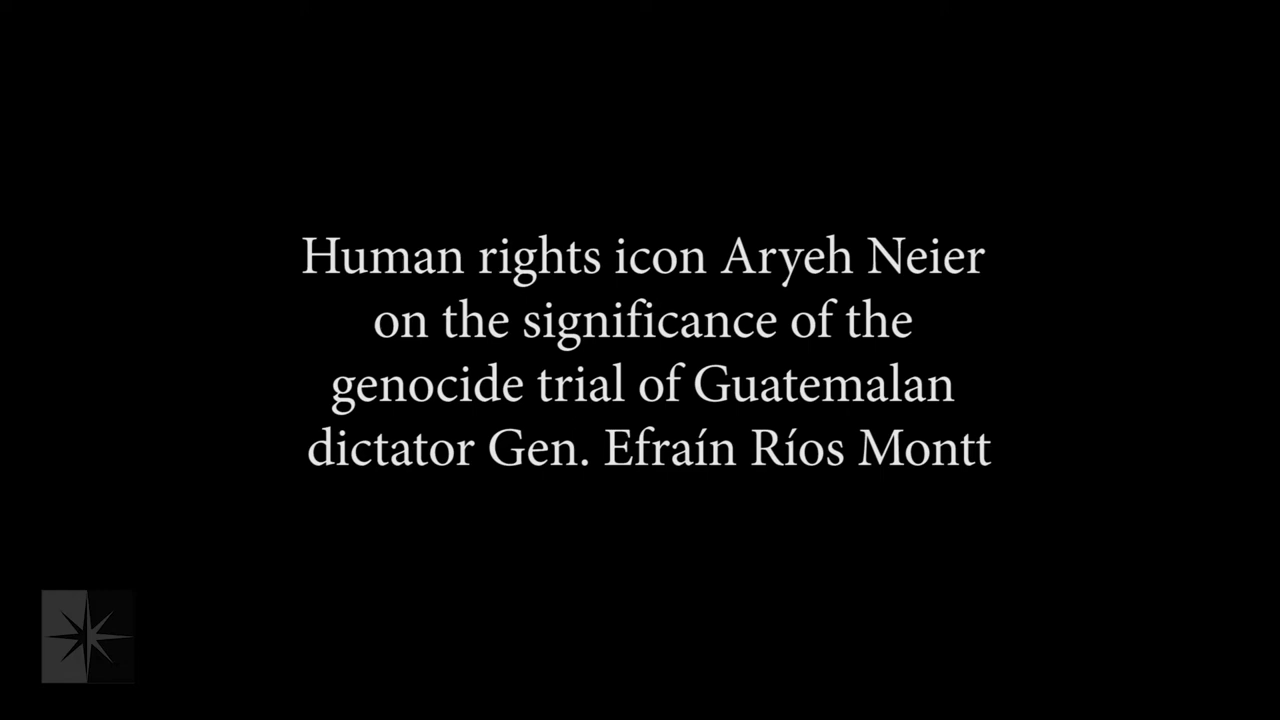 Human rights icon Aryeh Neier
on the significance of the
genocide trial of Guatemalan
dictator Gen. Efraín Ríos Montt